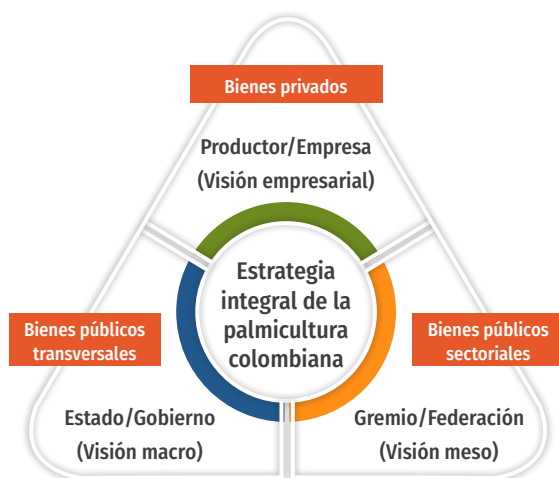 Bienes privados
Productor/Empresa
(Visión empresarial)
Estrategia
integral de la
palmicultura
colombiana
Bienes públicos
transversales
Bienes públicos
sectoriales
Estado/Gobierno
(Visión macro)
Gremio/Federación
(Visión meso)